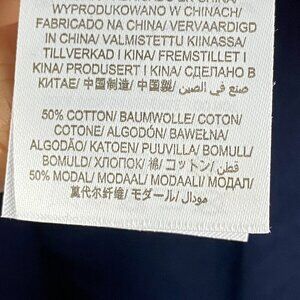 WYPRODUKOWANO W CHINACH/
FABRICADO NA CHINA/ VERVAARDIGD
IN CHINA/ VALMISTETTU KIINASSA/
TILLVERKAD I KINA/ FREMSTILLET I
KINA/ PRODUSERT I KINA/ СДЕЛАНО В
КИТАЕ/ 中国制造/ 中国製/ صنع في الصين
50% COTTON/ BAUMWOLLE/ COTON/
COTONE/ ALGODÓN/ BAWEŁNA/
ALGODÃO/ KATOEN/ PUUVILLA/ BOMULL/
BOMULD/ ХЛОПОК/ 棉/ コットン/ قطن
50% MODAL/ MODAAL/ MODAALI/ МОДАЛ/
莫代尔纤维/ モダール/ مودال